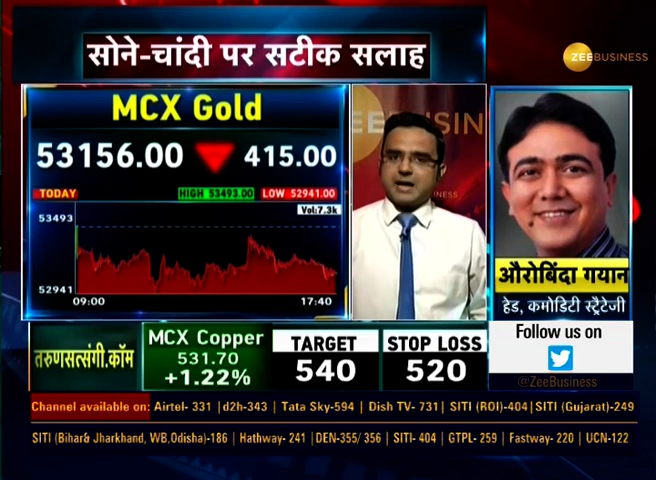 सोने-चांदी पर सटीक सलाह
ZEE BUSINESS
MCX Gold
53156.00 415.00
TODAY HIGH 53493.00 LOW 52941.00
Vol:7.3k
53493
52941
09:00 17:40
औरोबिंदा गयान
हेड, कमोडिटी स्ट्रैटेजी
तरुणसत्संगी.कॉम
MCX Copper
531.70
+1.22%
TARGET
540
STOP LOSS
520
Follow us on
@ZeeBusiness
Channel available on: Airtel- 331 | d2h-343 | Tata Sky-594 | Dish TV- 731 | SITI (ROI)-404 | SITI (Gujarat)-249
SITI (Bihar& Jharkhand, WB,Odisha)-186 | Hathway- 241 | DEN-355/ 356 | SITI- 404 | GTPL- 259 | Fastway- 220 | UCN-122